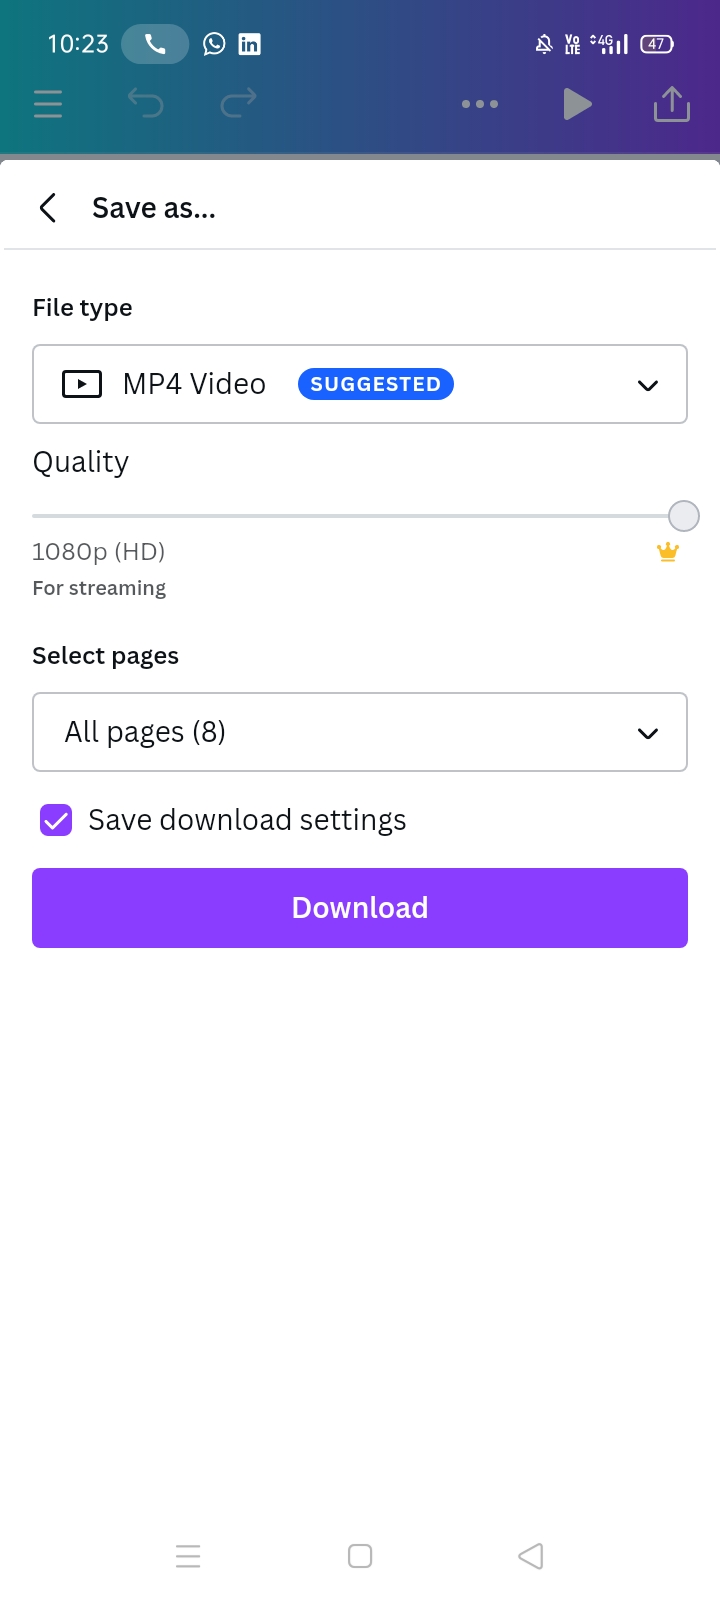 10:23 Vo LTE 4G 47
Save as...
File type
MP4 Video SUGGESTED
Quality
1080p (HD)
For streaming
Select pages
All pages (8)
Save download settings
Download